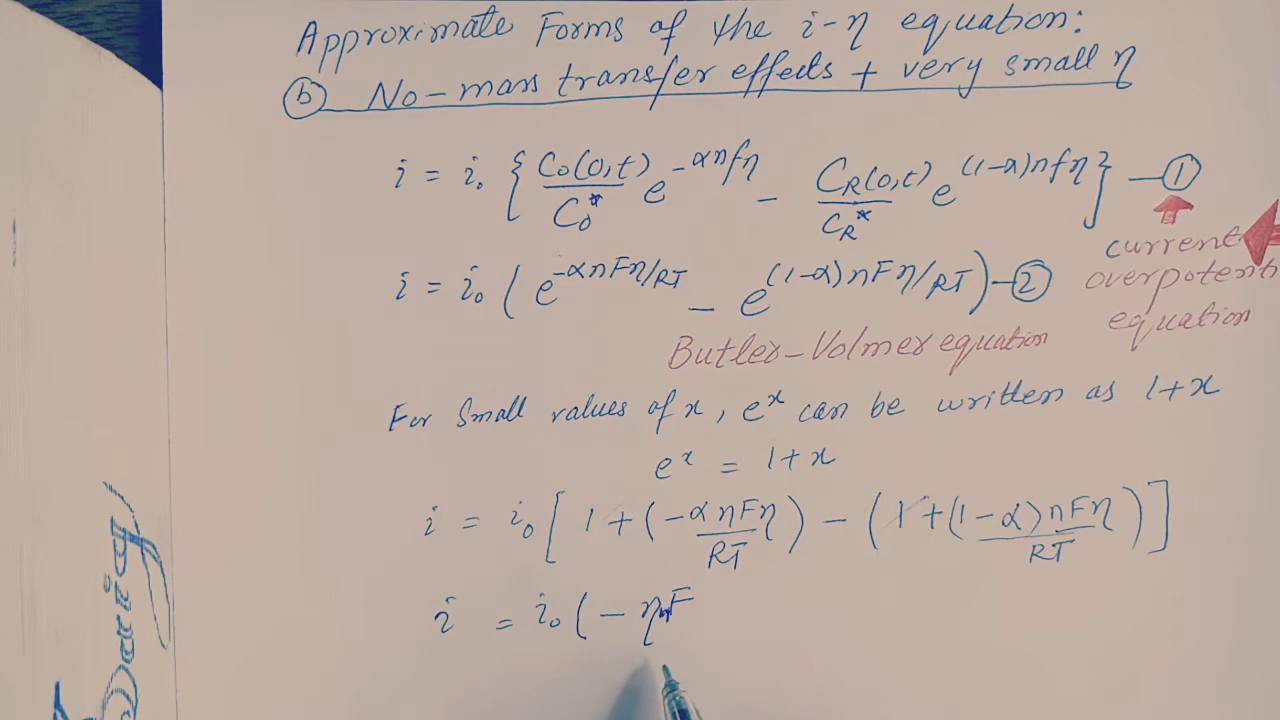 Approximate Forms of the i-η equation:
ⓑ No-mass transfer effects + very small η
i = i₀ { C₀(0,t)/C₀* e^-αnfη - C_R(0,t)/C_R* e^(1-α)nfη } —①
current
overpotenti
equation
i = i₀ ( e^-αnFη/RT - e^(1-α)nFη/RT ) —②
Butler-Volmer equation
For small values of x, e^x can be written as 1+x
e^x = 1+x
i = i₀ [ 1 + (-αnFη/RT) - (1+(1-α)nFη/RT) ]
i = i₀ (- ηnF